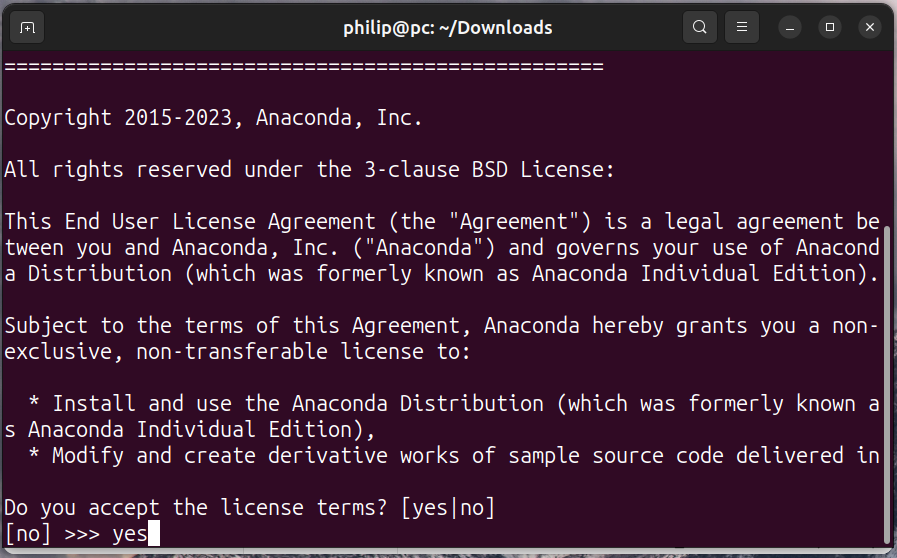 philip@pc: ~/Downloads
==================================================
Copyright 2015-2023, Anaconda, Inc.
All rights reserved under the 3-clause BSD License:
This End User License Agreement (the "Agreement") is a legal agreement be
tween you and Anaconda, Inc. ("Anaconda") and governs your use of Anacond
a Distribution (which was formerly known as Anaconda Individual Edition).
Subject to the terms of this Agreement, Anaconda hereby grants you a non-
exclusive, non-transferable license to:
* Install and use the Anaconda Distribution (which was formerly known a
s Anaconda Individual Edition),
* Modify and create derivative works of sample source code delivered in
Do you accept the license terms? [yes|no]
[no] >>> yes